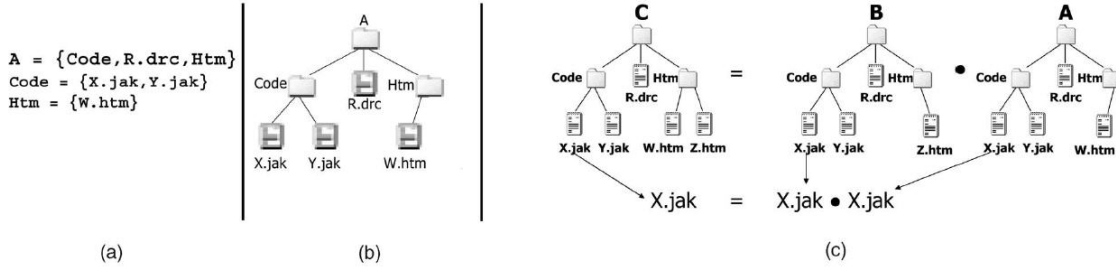 A = {Code,R.drc,Htm}
Code = {X.jak,Y.jak}
Htm = {W.htm}
(a)
A
Code
R.drc
Htm
X.jak
Y.jak
W.htm
(b)
C = B • A
Code
R.drc
Htm
X.jak
Y.jak
W.htm
Z.htm
Code
R.drc
Htm
X.jak
Y.jak
Z.htm
Code
R.drc
Htm
X.jak
Y.jak
W.htm
X.jak = X.jak • X.jak
(c)